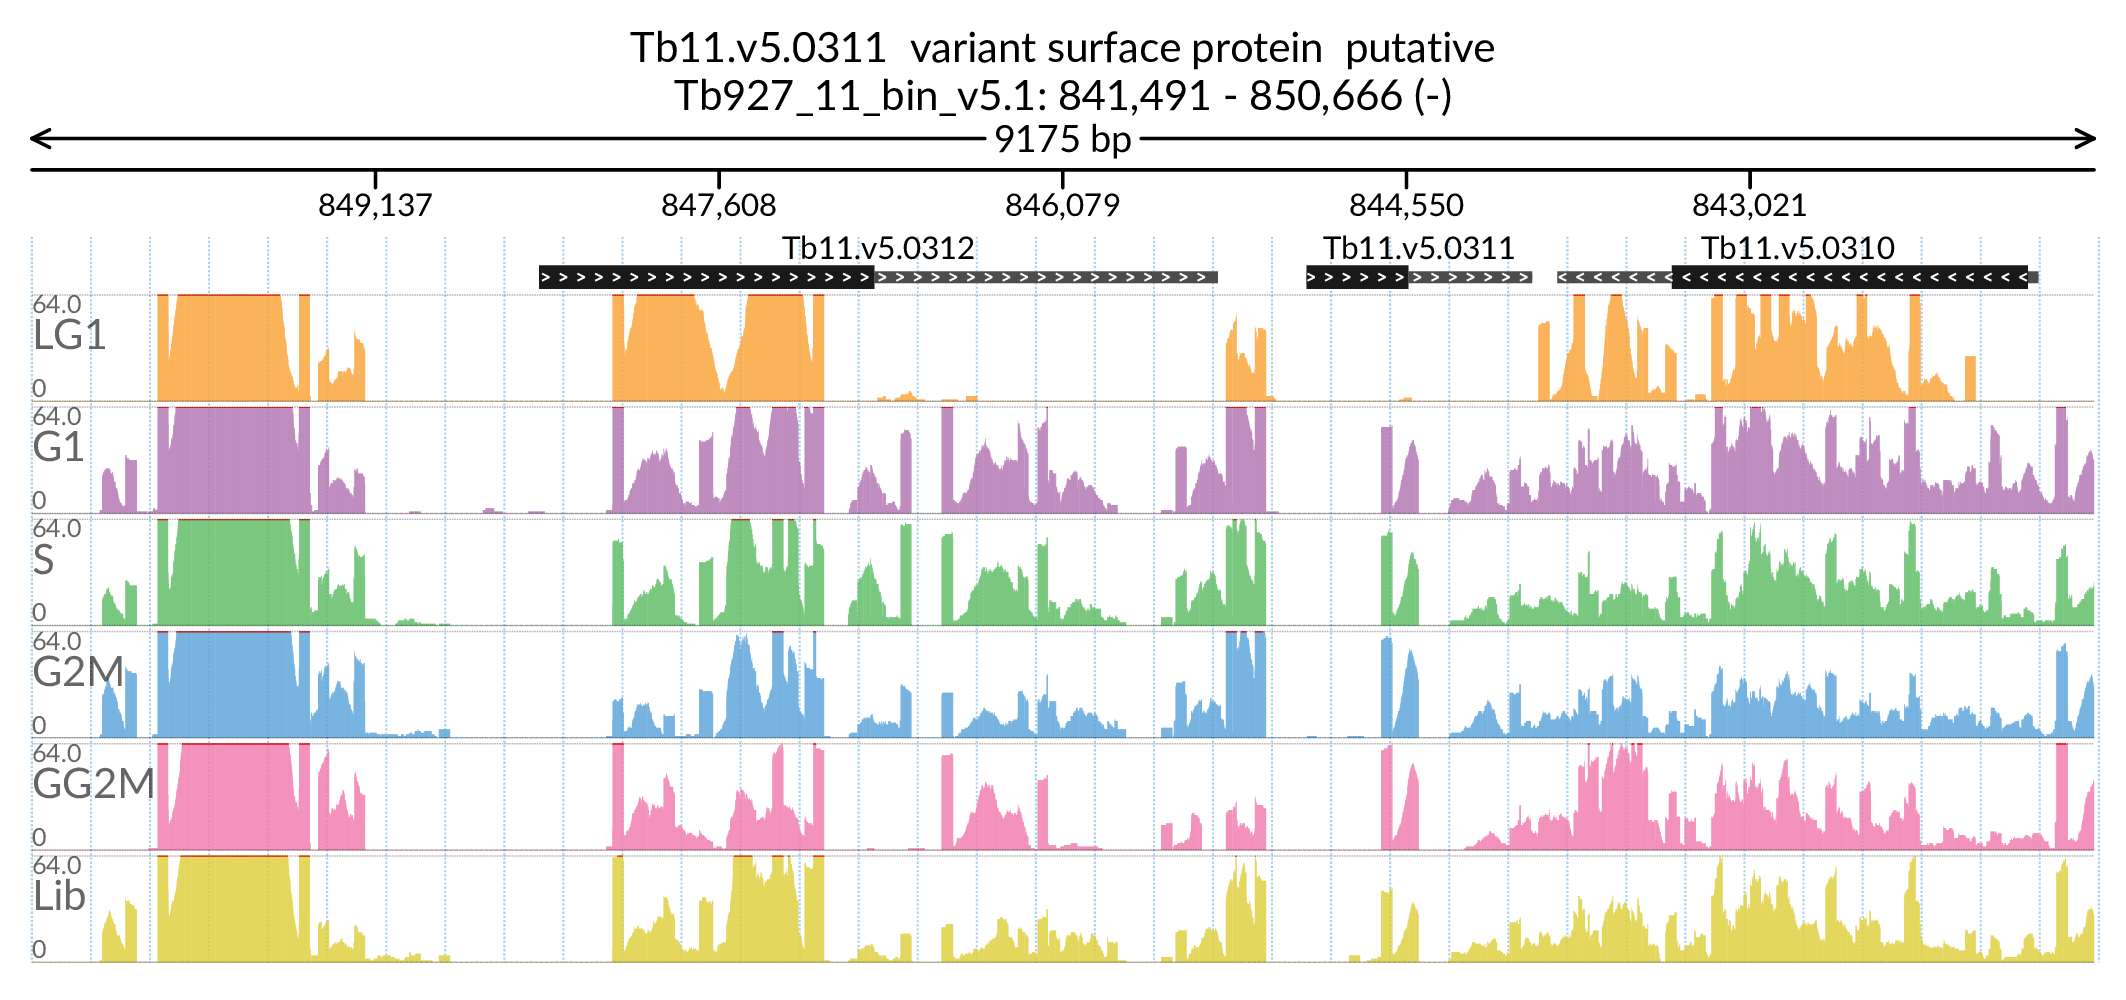 Tb11.v5.0311 variant surface protein putative
Tb927_11_bin_v5.1: 841,491 - 850,666 (-)
9175 bp
849,137 847,608 846,079 844,550 843,021
Tb11.v5.0312 Tb11.v5.0311 Tb11.v5.0310
64.0
LG1
0
64.0
G1
0
64.0
S
0
64.0
G2M
0
64.0
GG2M
0
64.0
Lib
0